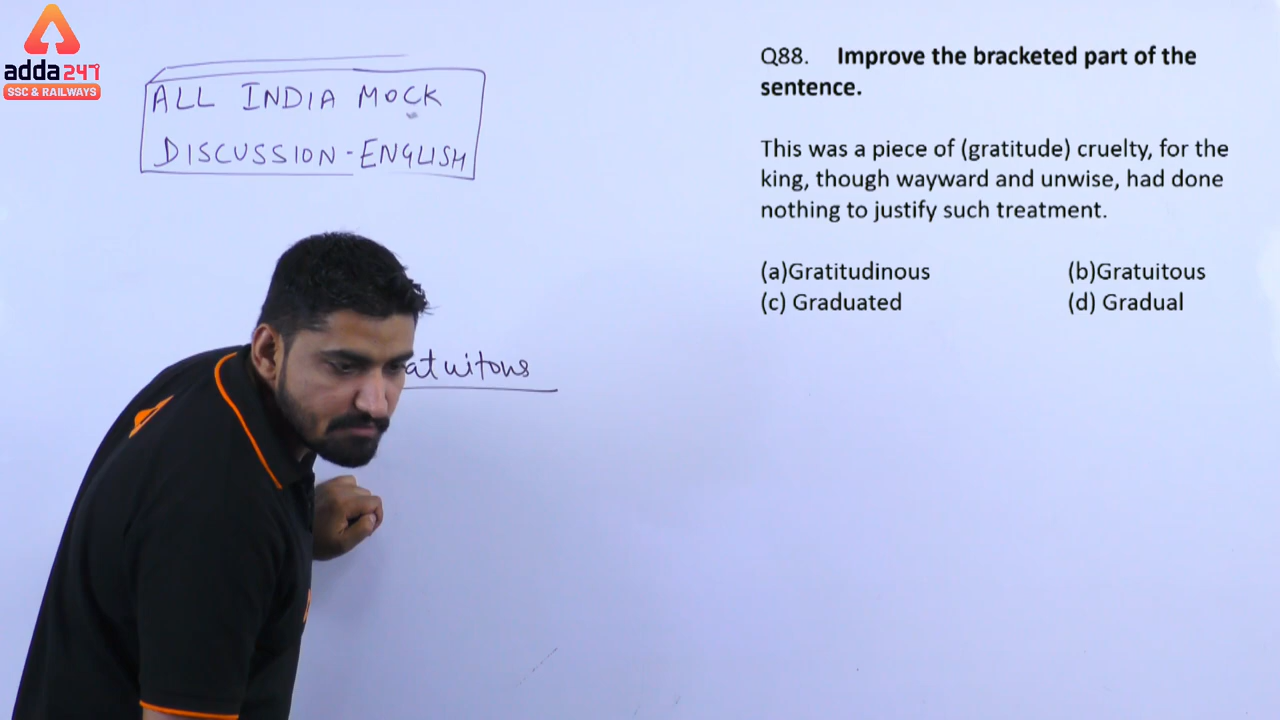 adda247
SSC & RAILWAYS
ALL INDIA MOCK
DISCUSSION-ENGLISH
Q88. Improve the bracketed part of the
sentence.
This was a piece of (gratitude) cruelty, for the
king, though wayward and unwise, had done
nothing to justify such treatment.
(a)Gratitudinous (b)Gratuitous
(c) Graduated (d) Gradual
atuitous